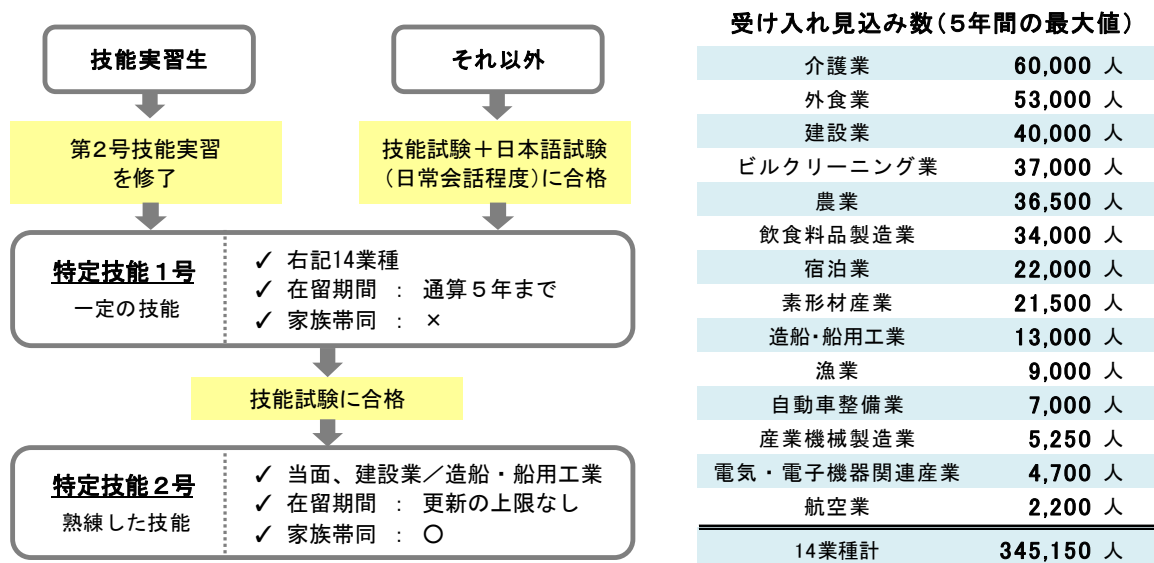 技能実習生
それ以外
第２号技能実習
を修了
技能試験＋日本語試験
（日常会話程度）に合格
特定技能１号
一定の技能
✓ 右記14業種
✓ 在留期間 ： 通算５年まで
✓ 家族帯同 ： ×
技能試験に合格
特定技能２号
熟練した技能
✓ 当面、建設業／造船・舶用工業
✓ 在留期間 ： 更新の上限なし
✓ 家族帯同 ： 〇
受け入れ見込み数（５年間の最大値）
介護業 60,000 人
外食業 53,000 人
建設業 40,000 人
ビルクリーニング業 37,000 人
農業 36,500 人
飲食料品製造業 34,000 人
宿泊業 22,000 人
素形材産業 21,500 人
造船・舶用工業 13,000 人
漁業 9,000 人
自動車整備業 7,000 人
産業機械製造業 5,250 人
電気・電子機器関連産業 4,700 人
航空業 2,200 人
14業種計 345,150 人